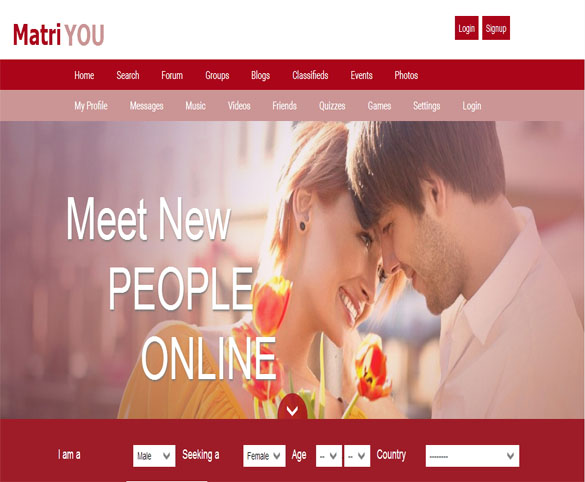 Matri YOU
Login Signup
Home Search Forum Groups Blogs Classifieds Events Photos
My Profile Messages Music Videos Friends Quizzes Games Settings Login
Meet New
PEOPLE
ONLINE
I am a Male Seeking a Female Age -- -- Country --------